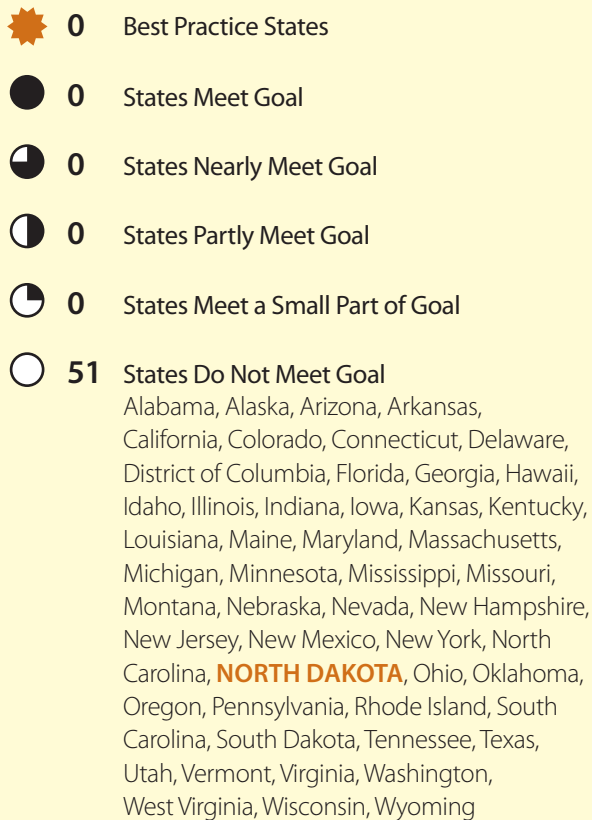 0 Best Practice States
0 States Meet Goal
0 States Nearly Meet Goal
0 States Partly Meet Goal
0 States Meet a Small Part of Goal
51 States Do Not Meet Goal
Alabama, Alaska, Arizona, Arkansas,
California, Colorado, Connecticut, Delaware,
District of Columbia, Florida, Georgia, Hawaii,
Idaho, Illinois, Indiana, Iowa, Kansas, Kentucky,
Louisiana, Maine, Maryland, Massachusetts,
Michigan, Minnesota, Mississippi, Missouri,
Montana, Nebraska, Nevada, New Hampshire,
New Jersey, New Mexico, New York, North
Carolina, NORTH DAKOTA, Ohio, Oklahoma,
Oregon, Pennsylvania, Rhode Island, South
Carolina, South Dakota, Tennessee, Texas,
Utah, Vermont, Virginia, Washington,
West Virginia, Wisconsin, Wyoming